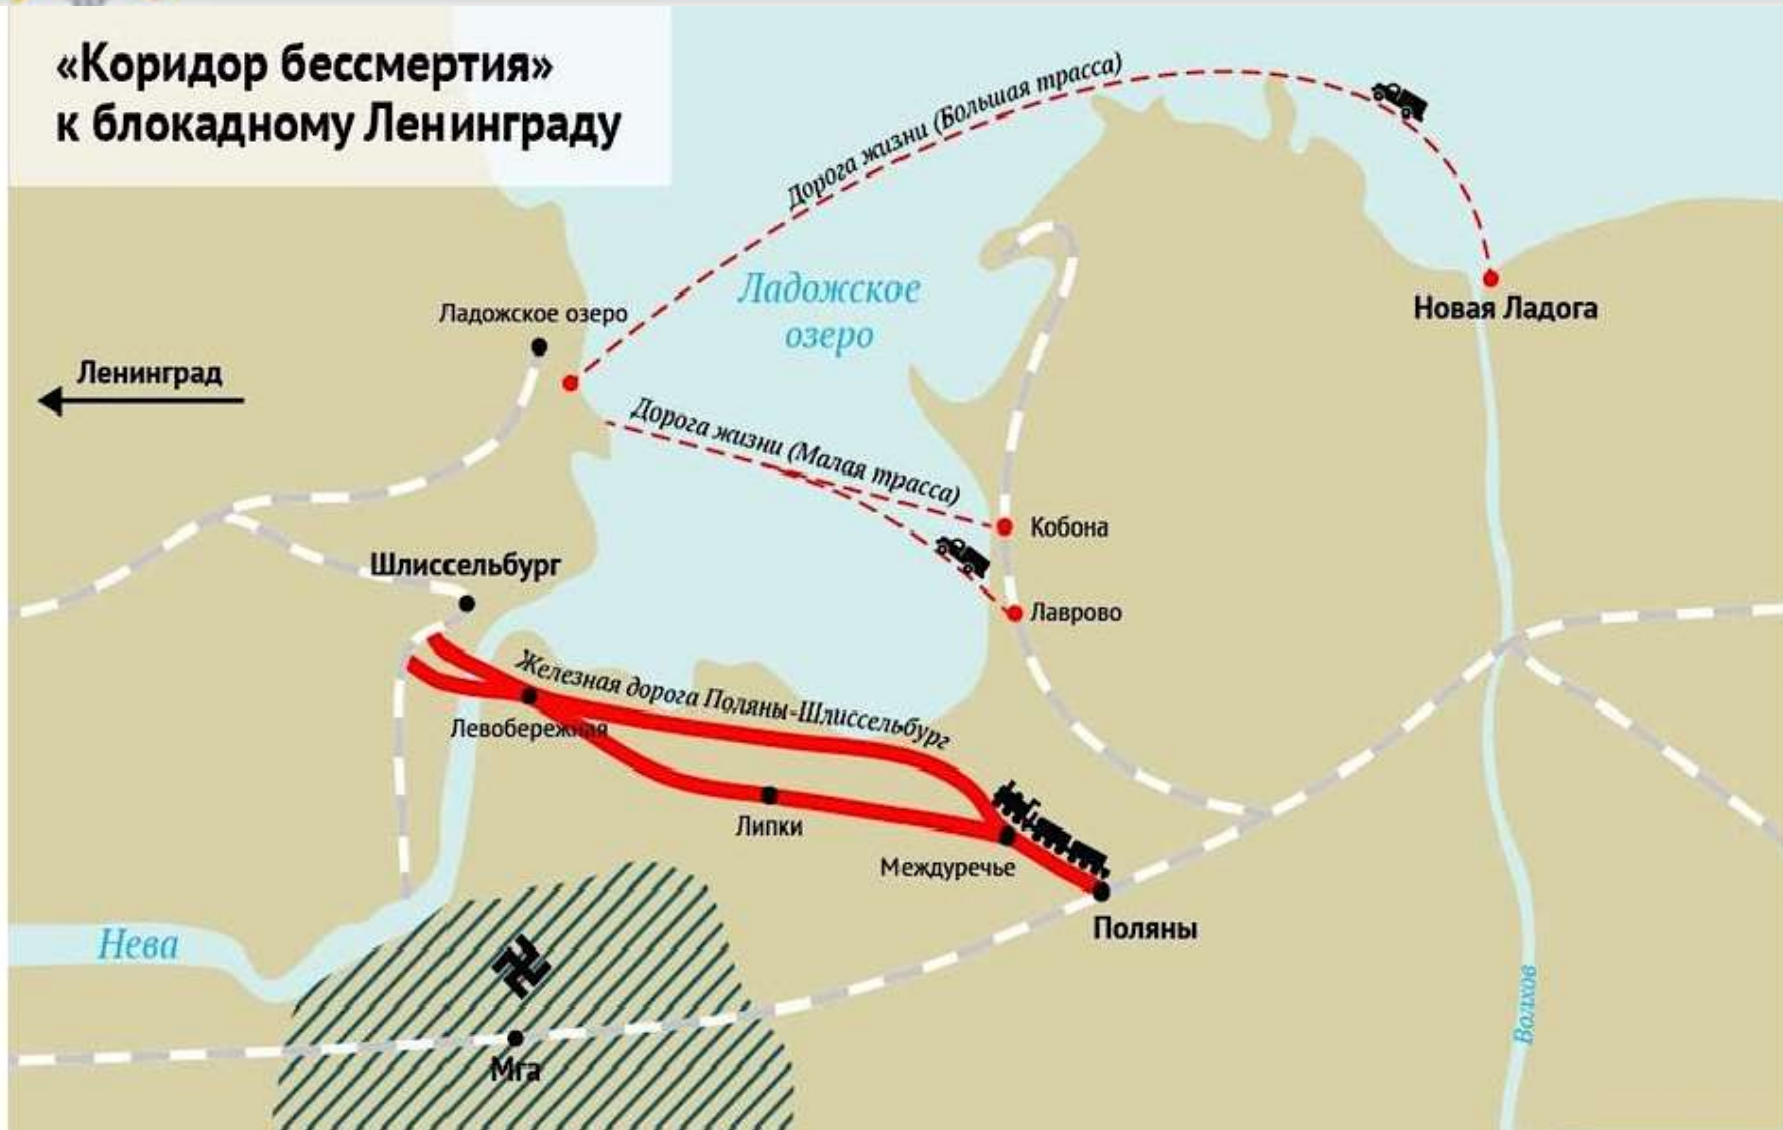 «Коридор бессмертия»
к блокадному Ленинграду
Дорога жизни (Большая трасса)
Ладожское
озеро
Новая Ладога
Ладожское озеро
Ленинград
Дорога жизни (Малая трасса)
Кобона
Шлиссельбург
Лаврово
Железная дорога Поляны-Шлиссельбург
Левобережная
Липки
Междуречье
Поляны
Нева
Волхов
Мга